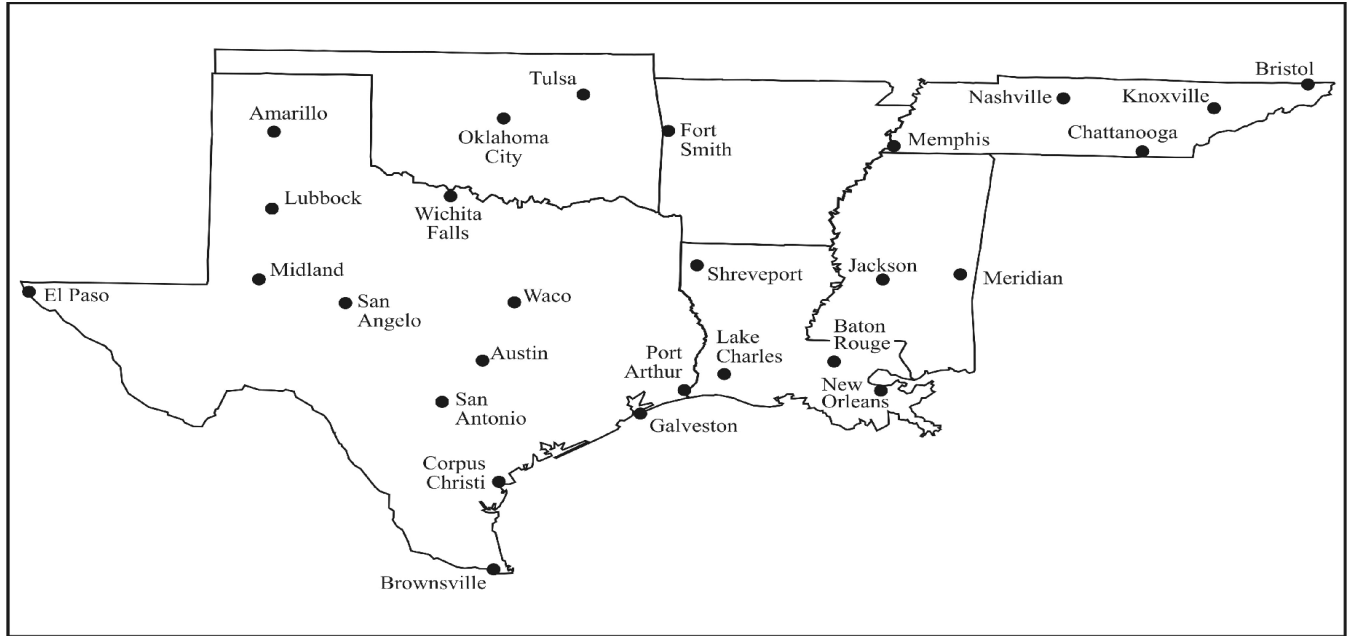 Bristol
Tulsa
Nashville
Knoxville
Amarillo
Oklahoma
City
Fort
Smith
Memphis
Chattanooga
Lubbock
Wichita
Falls
Midland
El Paso
San
Angelo
Waco
Shreveport
Jackson
Meridian
Austin
Port
Arthur
Lake
Charles
Baton
Rouge
San
Antonio
New
Orleans
Galveston
Corpus
Christi
Brownsville